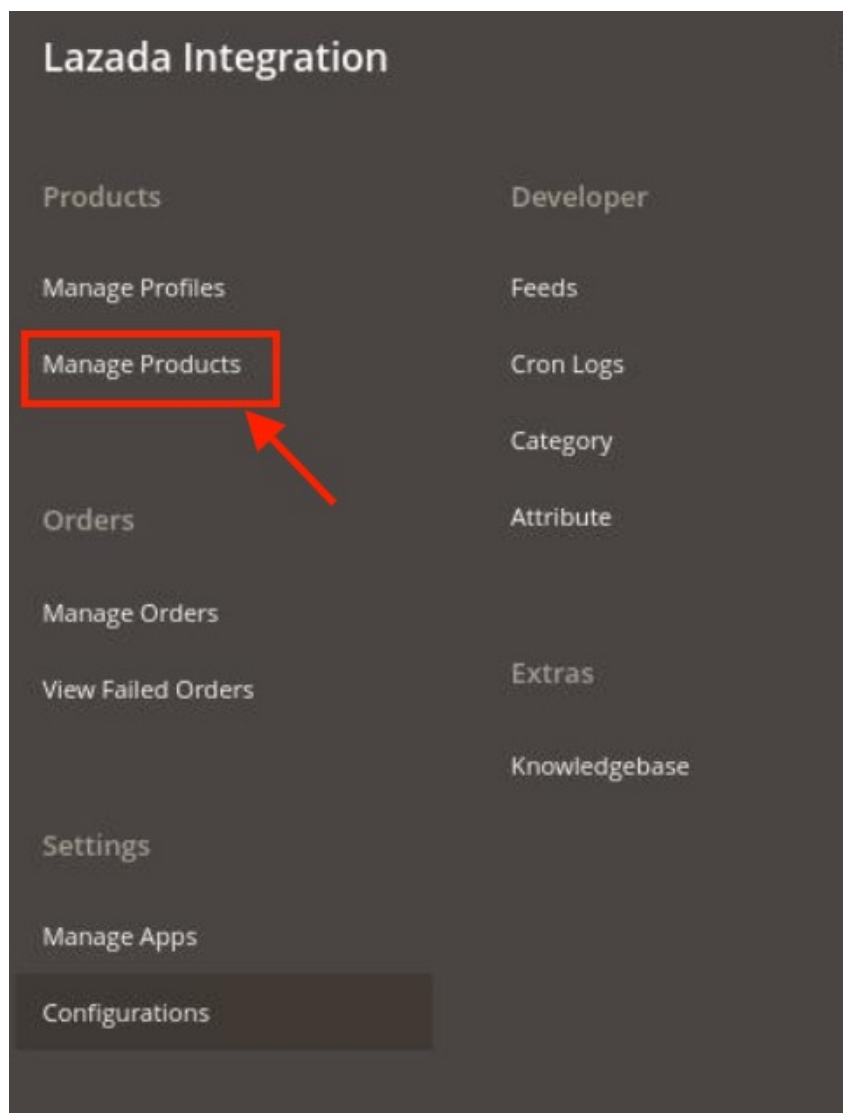 Lazada Integration
Products
Manage Profiles
Manage Products
Orders
Manage Orders
View Failed Orders
Settings
Manage Apps
Configurations
Developer
Feeds
Cron Logs
Category
Attribute
Extras
Knowledgebase